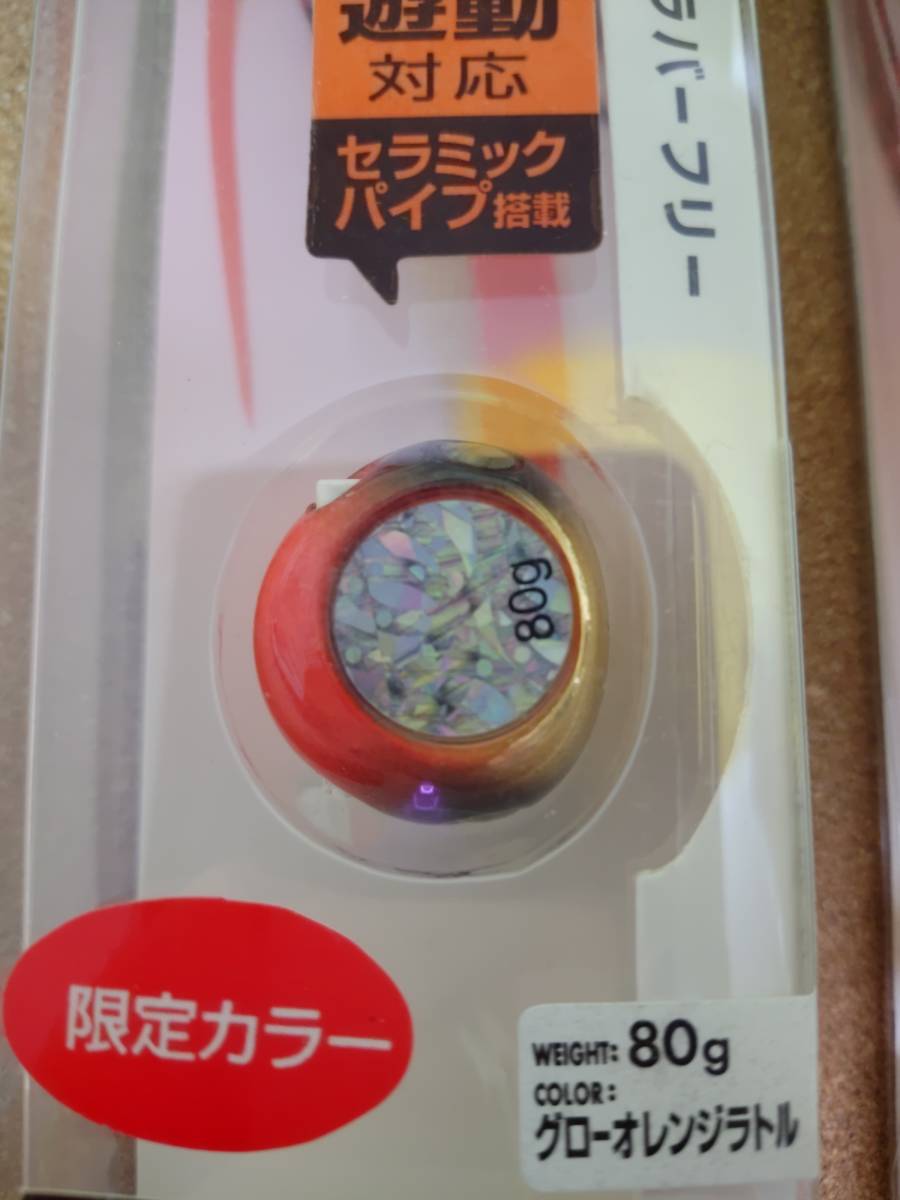 遊動
対応
セラミック
パイプ搭載
ラバーフリー
80g
限定カラー
WEIGHT: 80g
COLOR:
グローオレンジラトル